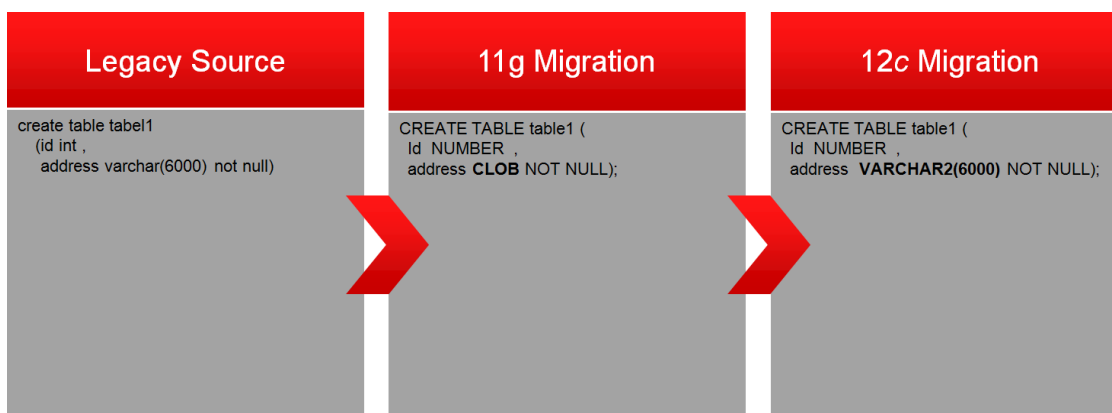 Legacy Source
create table tabel1
(id int ,
address varchar(6000) not null)
11g Migration
CREATE TABLE table1 (
Id NUMBER ,
address CLOB NOT NULL);
12c Migration
CREATE TABLE table1 (
Id NUMBER ,
address VARCHAR2(6000) NOT NULL);